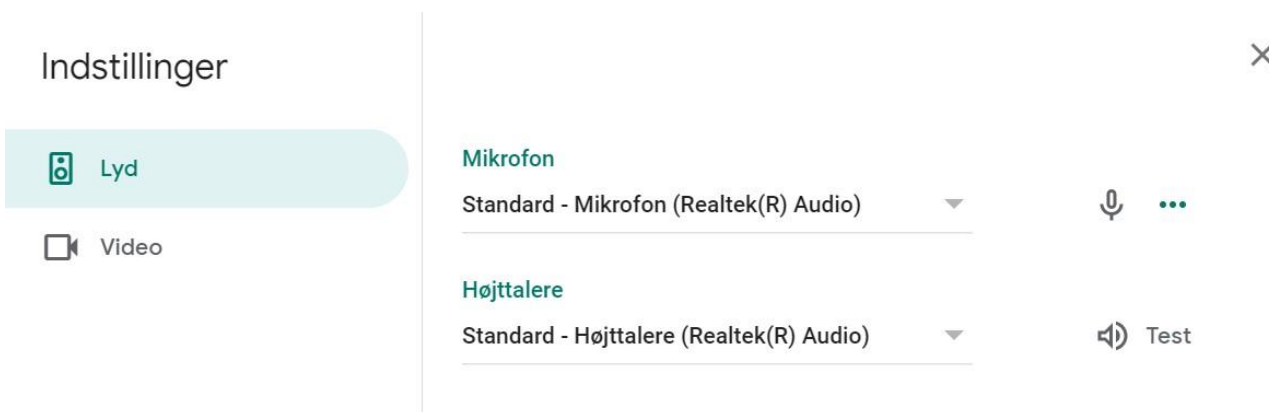 Indstillinger
Lyd
Video
Mikrofon
Standard - Mikrofon (Realtek(R) Audio)
Højttalere
Standard - Højttalere (Realtek(R) Audio)
Test